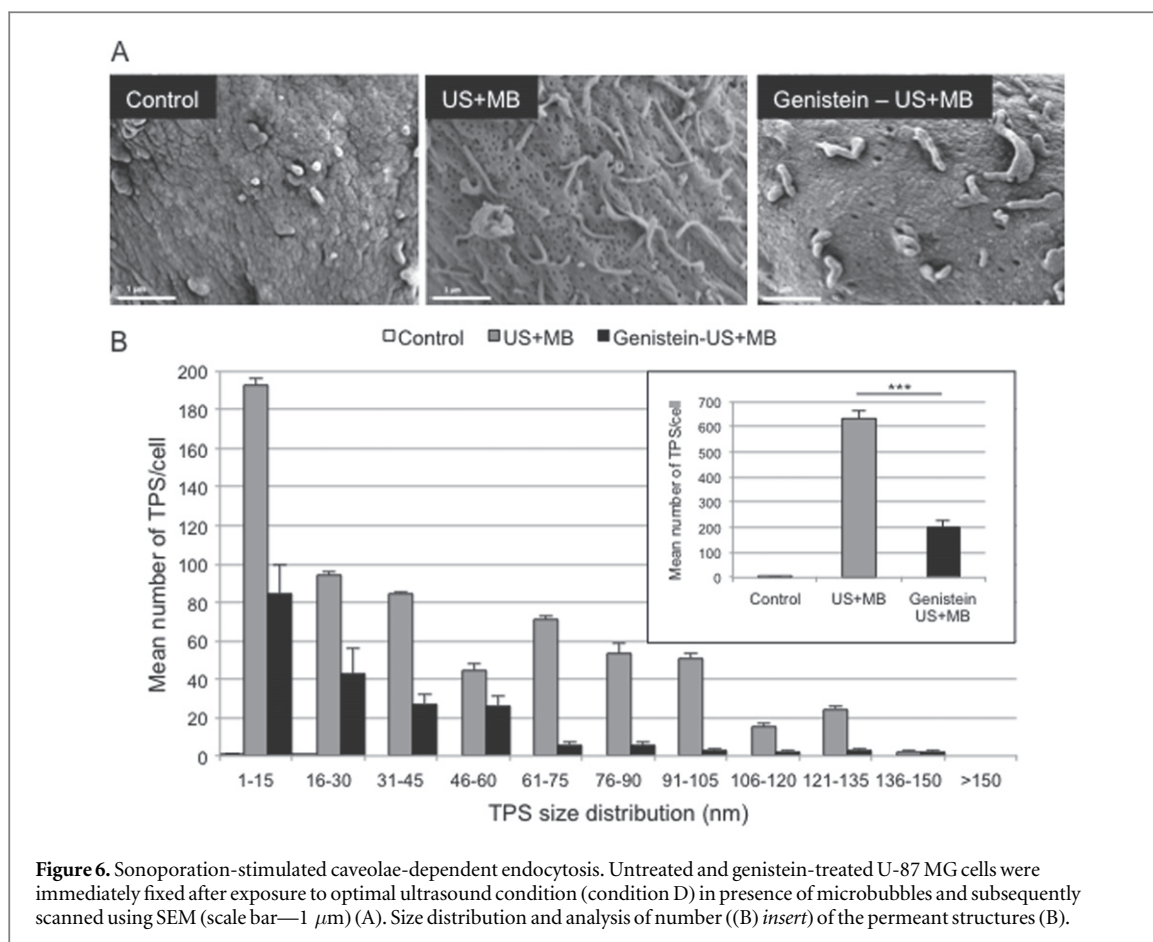 A
Control
US+MB
Genistein – US+MB
1 µm
1 µm
B
Control US+MB Genistein-US+MB
Mean number of TPS/cell
200
180
160
140
120
100
80
60
40
20
0
1-15 16-30 31-45 46-60 61-75 76-90 91-105 106-120 121-135 136-150 >150
TPS size distribution (nm)
Mean number of TPS/cell
***
700
600
500
400
300
200
100
0
Control US+MB Genistein
US+MB
Figure 6. Sonoporation-stimulated caveolae-dependent endocytosis. Untreated and genistein-treated U-87 MG cells were
immediately fixed after exposure to optimal ultrasound condition (condition D) in presence of microbubbles and subsequently
scanned using SEM (scale bar—1 μm) (A). Size distribution and analysis of number ((B) insert) of the permeant structures (B).